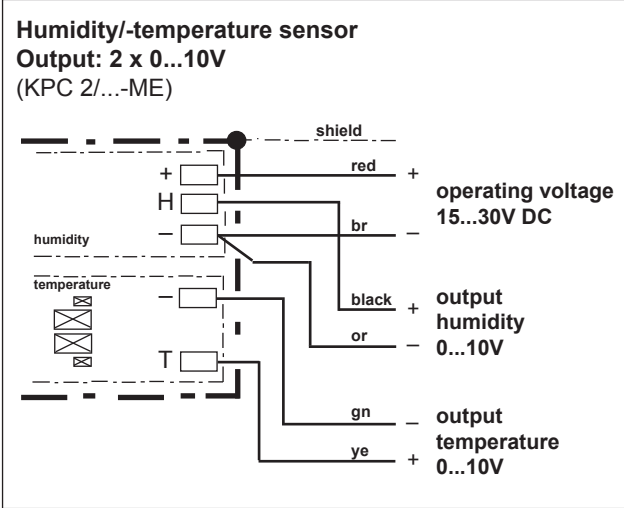 Humidity/-temperature sensor
Output: 2 x 0...10V
(KPC 2/...-ME)
shield
+ red +
operating voltage
15...30V DC
H
humidity
– br –
temperature
– black +
output
humidity
0...10V
or –
T
gn –
output
temperature
0...10V
ye +